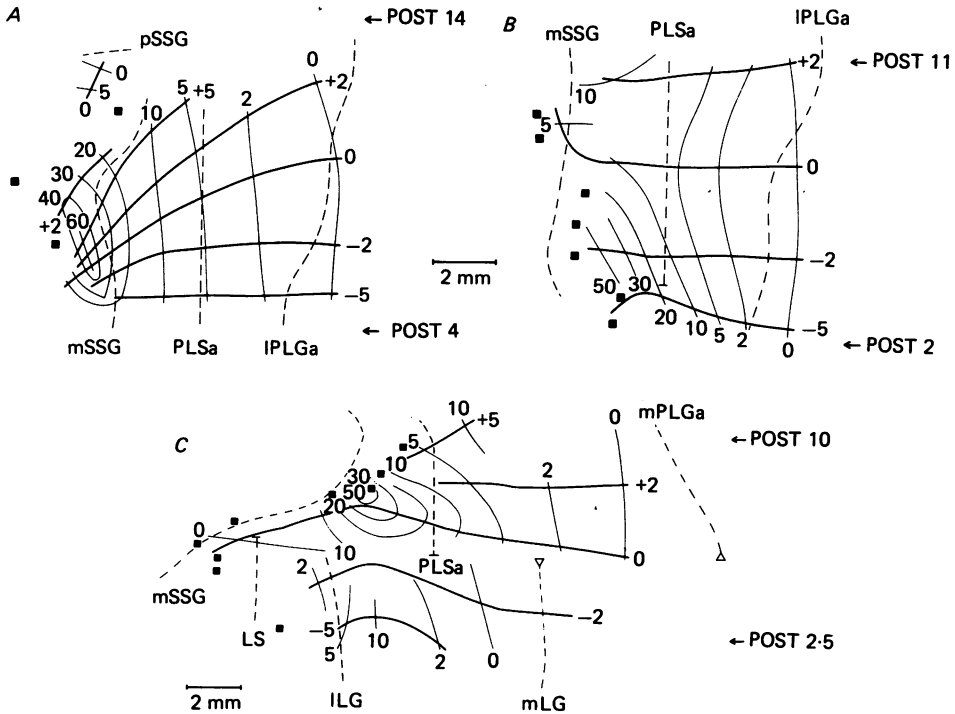 A
← POST 14
pSSG
0
5
0
5 +5
10
20
30
40
60
+2
2
0
+2
0
−2
−5
2 mm
mSSG
PLSa
lPLGa
← POST 4
B
mSSG
PLSa
lPLGa
+2
← POST 11
10
5
0
−2
50
30
20
10
5
2
0
−5
← POST 2
C
10
+5
0
mPLGa
← POST 10
5
10
30
50
20
2
+2
0
0
10
PLSa
mSSG
2
LS
−5
5
10
2
0
−2
← POST 2·5
2 mm
lLG
mLG